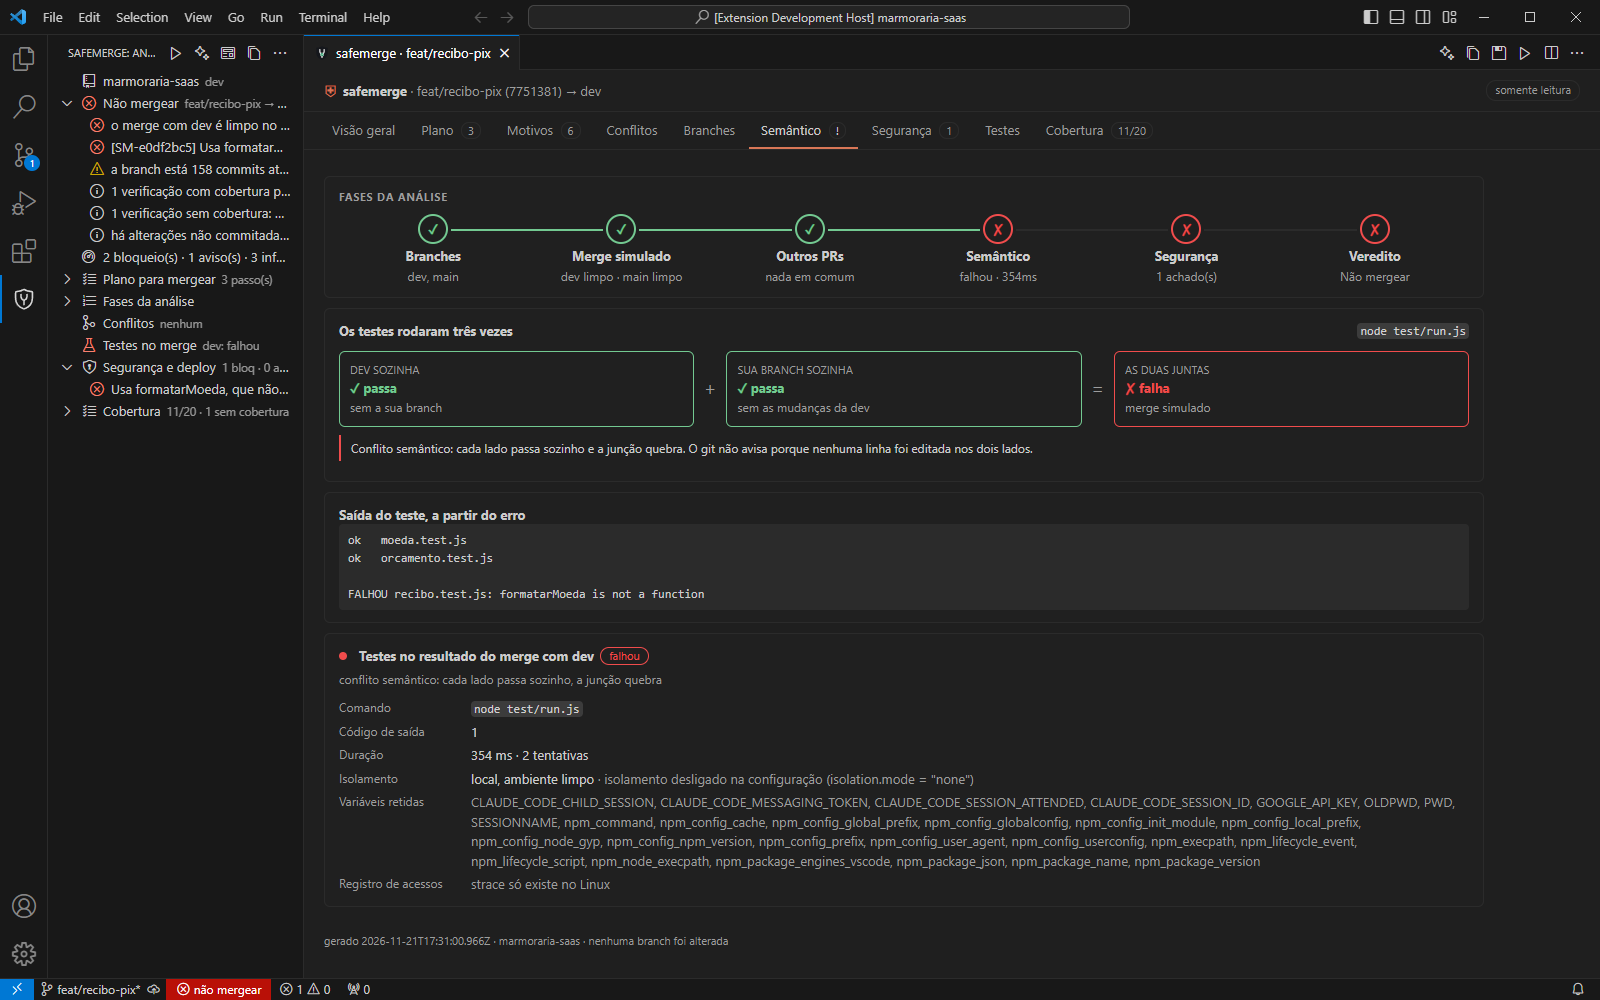 File Edit Selection View Go Run Terminal Help
[Extension Development Host] marmoraria-saas
SAFEMERGE: AN...
marmoraria-saas dev
Não mergear feat/recibo-pix → ...
o merge com dev é limpo no ...
[SM-e0df2bc5] Usa formatar...
a branch está 158 commits at...
1 verificação com cobertura p...
1 verificação sem cobertura: ...
há alterações não commitada...
2 bloqueio(s) · 1 aviso(s) · 3 inf...
Plano para mergear 3 passo(s)
Fases da análise
Conflitos nenhum
Testes no merge dev: falhou
Segurança e deploy 1 bloq · 0 a...
Usa formatarMoeda, que não...
Cobertura 11/20 · 1 sem cobertura
1
safemerge · feat/recibo-pix
safemerge · feat/recibo-pix (7751381) → dev
somente leitura
Visão geral Plano 3 Motivos 6 Conflitos Branches Semântico ! Segurança 1 Testes Cobertura 11/20
FASES DA ANÁLISE
✓ ✓ ✓ ✗ ✗ ✗
Branches Merge simulado Outros PRs Semântico Segurança Veredito
dev, main dev limpo · main limpo nada em comum falhou · 354ms 1 achado(s) Não mergear
Os testes rodaram três vezes
node test/run.js
DEV SOZINHA
✓ passa
sem a sua branch
+
SUA BRANCH SOZINHA
✓ passa
sem as mudanças da dev
=
AS DUAS JUNTAS
✗ falha
merge simulado
Conflito semântico: cada lado passa sozinho e a junção quebra. O git não avisa porque nenhuma linha foi editada nos dois lados.
Saída do teste, a partir do erro
ok moeda.test.js
ok orcamento.test.js
FALHOU recibo.test.js: formatarMoeda is not a function
Testes no resultado do merge com dev falhou
conflito semântico: cada lado passa sozinho, a junção quebra
Comando node test/run.js
Código de saída 1
Duração 354 ms · 2 tentativas
Isolamento local, ambiente limpo · isolamento desligado na configuração (isolation.mode = "none")
Variáveis retidas CLAUDE_CODE_CHILD_SESSION, CLAUDE_CODE_MESSAGING_TOKEN, CLAUDE_CODE_SESSION_ATTENDED, CLAUDE_CODE_SESSION_ID, GOOGLE_API_KEY, OLDPWD, PWD,
SESSIONNAME, npm_command, npm_config_cache, npm_config_global_prefix, npm_config_globalconfig, npm_config_init_module, npm_config_local_prefix,
npm_config_node_gyp, npm_config_npm_version, npm_config_prefix, npm_config_user_agent, npm_config_userconfig, npm_execpath, npm_lifecycle_event,
npm_lifecycle_script, npm_node_execpath, npm_package_engines_vscode, npm_package_json, npm_package_name, npm_package_version
Registro de acessos strace só existe no Linux
gerado 2026-11-21T17:31:00.966Z · marmoraria-saas · nenhuma branch foi alterada
feat/recibo-pix* não mergear 1 0 0